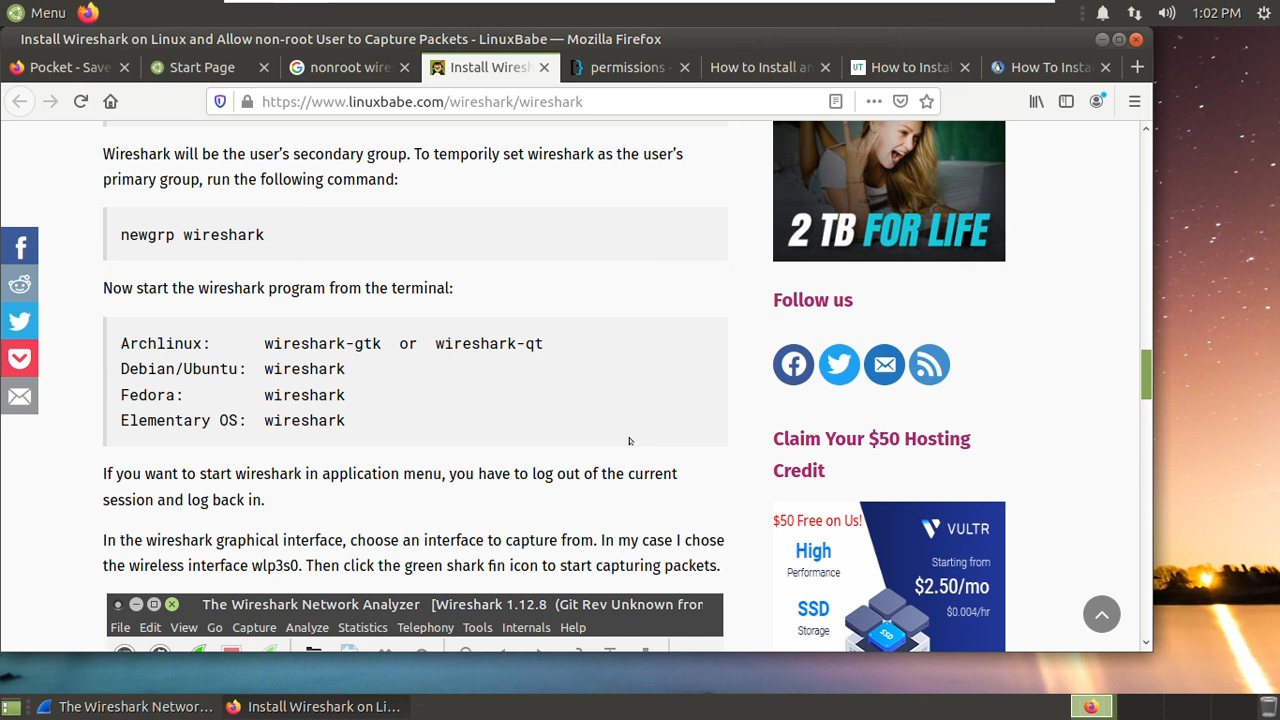 Menu
1:02 PM
Install Wireshark on Linux and Allow non-root User to Capture Packets - LinuxBabe — Mozilla Firefox
Pocket - Save
Start Page
nonroot wire
Install Wiresh
permissions -
How to Install an
UT How to Instal
How To Insta
https://www.linuxbabe.com/wireshark/wireshark
Wireshark will be the user's secondary group. To temporily set wireshark as the user's
primary group, run the following command:
newgrp wireshark
Now start the wireshark program from the terminal:
Archlinux: wireshark-gtk or wireshark-qt
Debian/Ubuntu: wireshark
Fedora: wireshark
Elementary OS: wireshark
If you want to start wireshark in application menu, you have to log out of the current
session and log back in.
In the wireshark graphical interface, choose an interface to capture from. In my case I chose
the wireless interface wlp3s0. Then click the green shark fin icon to start capturing packets.
The Wireshark Network Analyzer [Wireshark 1.12.8 (Git Rev Unknown from
File Edit View Go Capture Analyze Statistics Telephony Tools Internals Help
2 TB FOR LIFE
Follow us
Claim Your $50 Hosting
Credit
$50 Free on Us!
VULTR
High
Performance
Starting from
$2.50/mo
$0.004/hr
SSD
Storage
SSD
The Wireshark Networ...
Install Wireshark on Li...